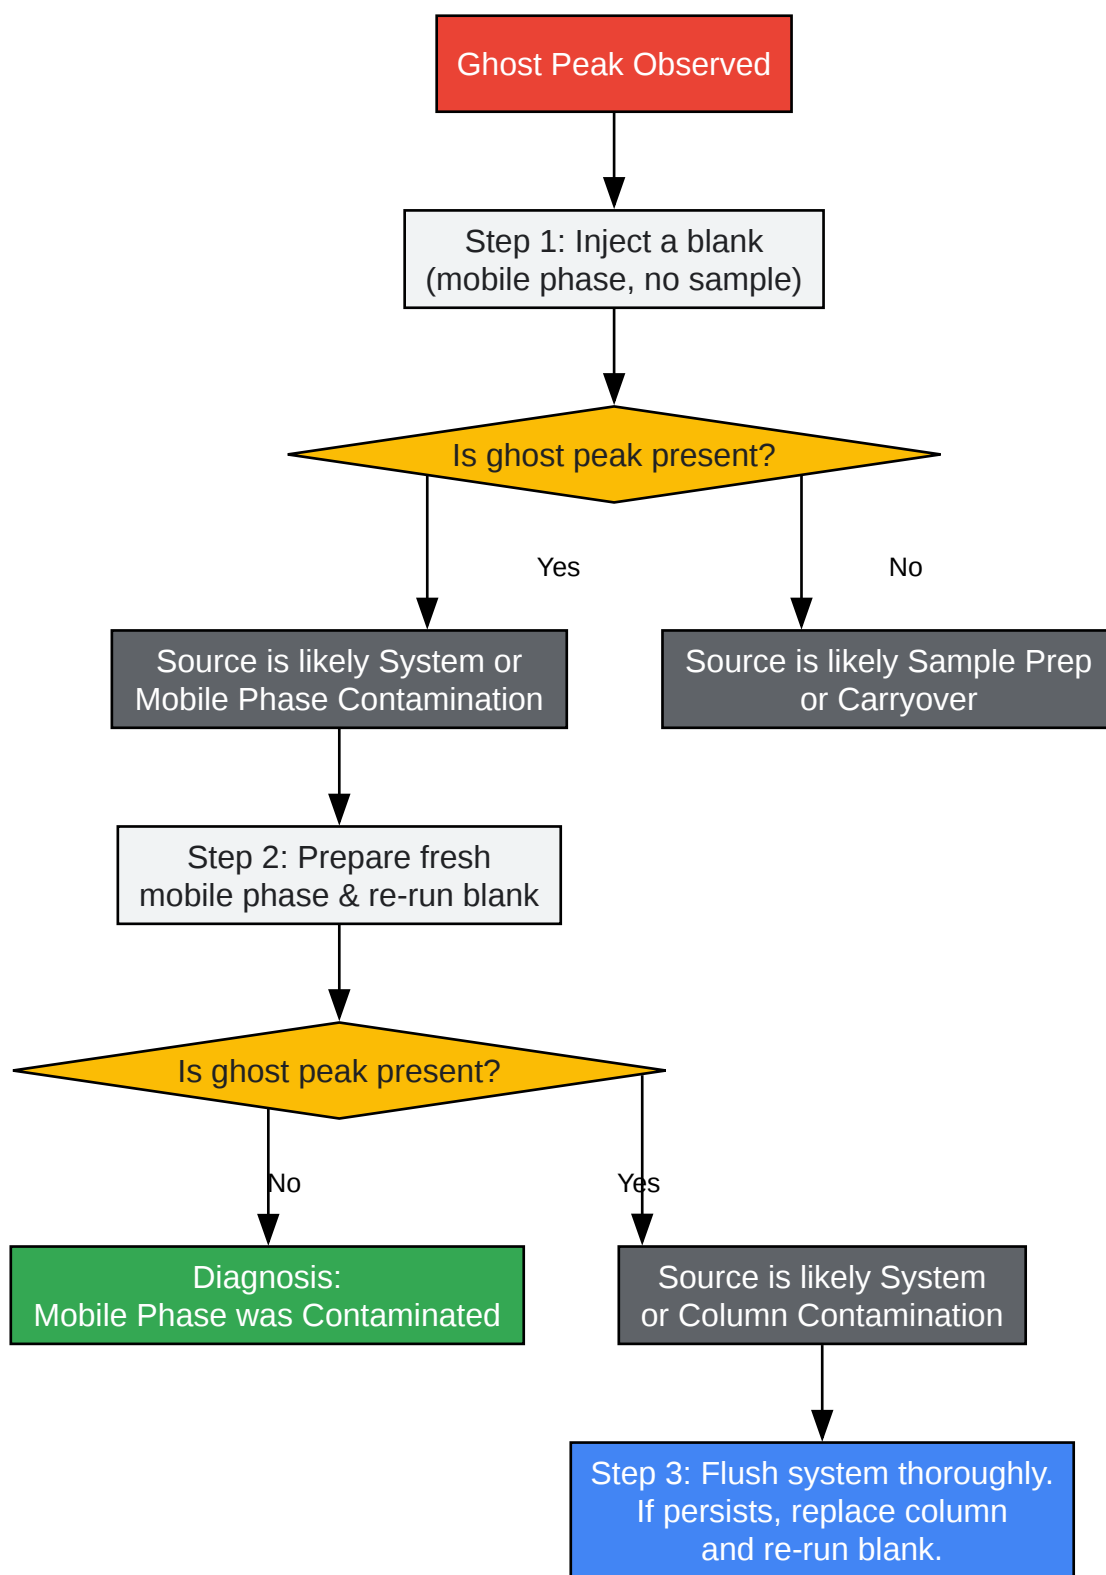 Ghost Peak Observed
Step 1: Inject a blank
(mobile phase, no sample)
Is ghost peak present?
Yes
No
Source is likely System or
Mobile Phase Contamination
Source is likely Sample Prep
or Carryover
Step 2: Prepare fresh
mobile phase & re-run blank
Is ghost peak present?
No
Yes
Diagnosis:
Mobile Phase was Contaminated
Source is likely System
or Column Contamination
Step 3: Flush system thoroughly.
If persists, replace column
and re-run blank.